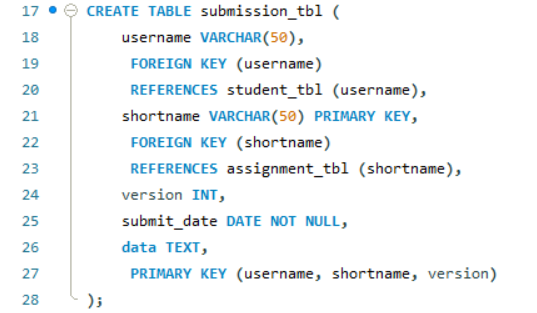 17 CREATE TABLE submission_tbl (
18 username VARCHAR(50),
19 FOREIGN KEY (username)
20 REFERENCES student_tbl (username),
21 shortname VARCHAR(50) PRIMARY KEY,
22 FOREIGN KEY (shortname)
23 REFERENCES assignment_tbl (shortname),
24 version INT,
25 submit_date DATE NOT NULL,
26 data TEXT,
27 PRIMARY KEY (username, shortname, version)
28 );